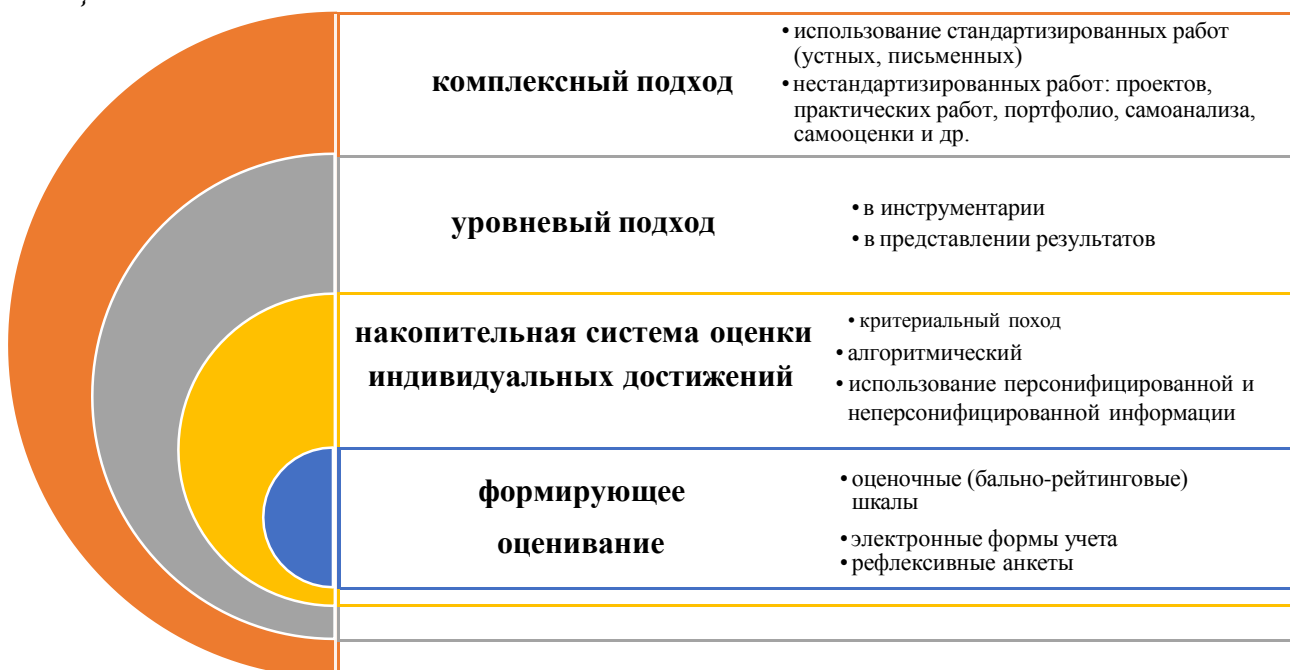 комплексный подход
• использование стандартизированных работ
(устных, письменных)
• нестандартизированных работ: проектов,
практических работ, портфолио, самоанализа,
самооценки и др.
уровневый подход
• в инструментарии
• в представлении результатов
накопительная система оценки
индивидуальных достижений
• критериальный поход
• алгоритмический
• использование персонифицированной и
неперсонифицированной информации
формирующее
оценивание
• оценочные (бально-рейтинговые)
шкалы
• электронные формы учета
• рефлексивные анкеты